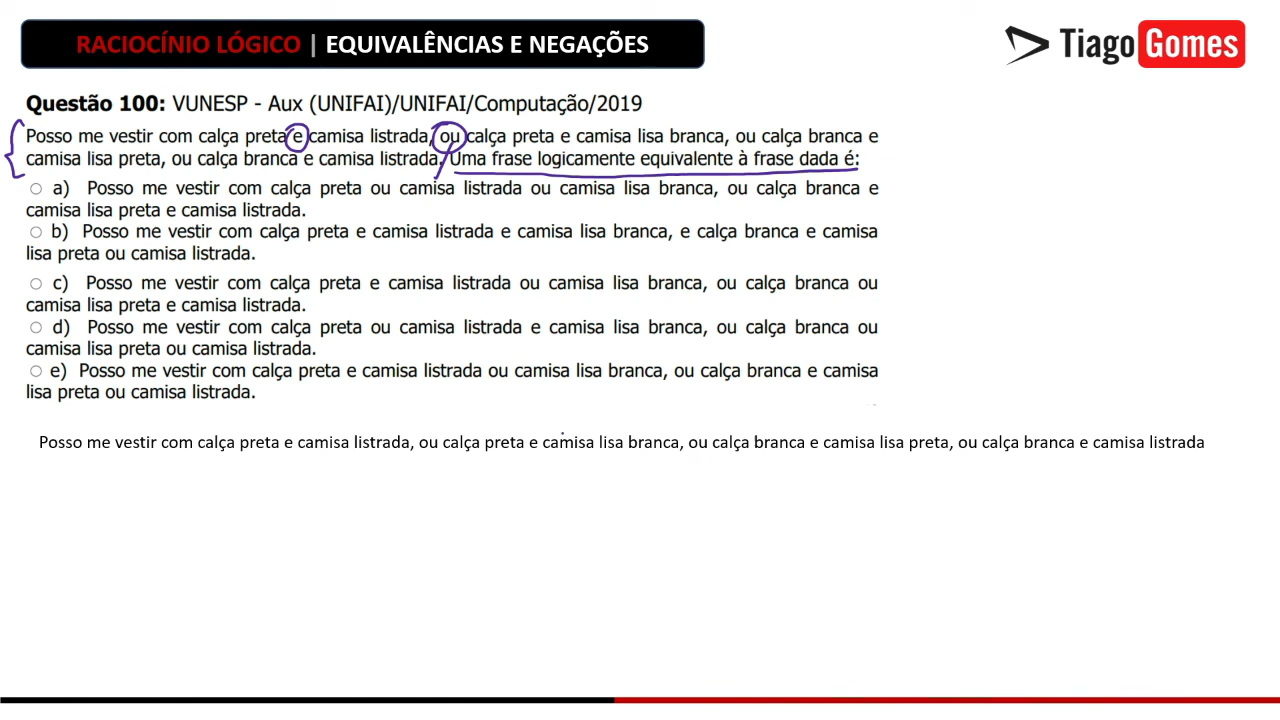 RACIOCÍNIO LÓGICO | EQUIVALÊNCIAS E NEGAÇÕES
Tiago Gomes
Questão 100: VUNESP - Aux (UNIFAI)/UNIFAI/Computação/2019
Posso me vestir com calça preta e camisa listrada, ou calça preta e camisa lisa branca, ou calça branca e
camisa lisa preta, ou calça branca e camisa listrada. Uma frase logicamente equivalente à frase dada é:
a) Posso me vestir com calça preta ou camisa listrada ou camisa lisa branca, ou calça branca e
camisa lisa preta e camisa listrada.
b) Posso me vestir com calça preta e camisa listrada e camisa lisa branca, e calça branca e camisa
lisa preta ou camisa listrada.
c) Posso me vestir com calça preta e camisa listrada ou camisa lisa branca, ou calça branca ou
camisa lisa preta e camisa listrada.
d) Posso me vestir com calça preta ou camisa listrada e camisa lisa branca, ou calça branca ou
camisa lisa preta ou camisa listrada.
e) Posso me vestir com calça preta e camisa listrada ou camisa lisa branca, ou calça branca e camisa
lisa preta ou camisa listrada.
Posso me vestir com calça preta e camisa listrada, ou calça preta e camisa lisa branca, ou calça branca e camisa lisa preta, ou calça branca e camisa listrada